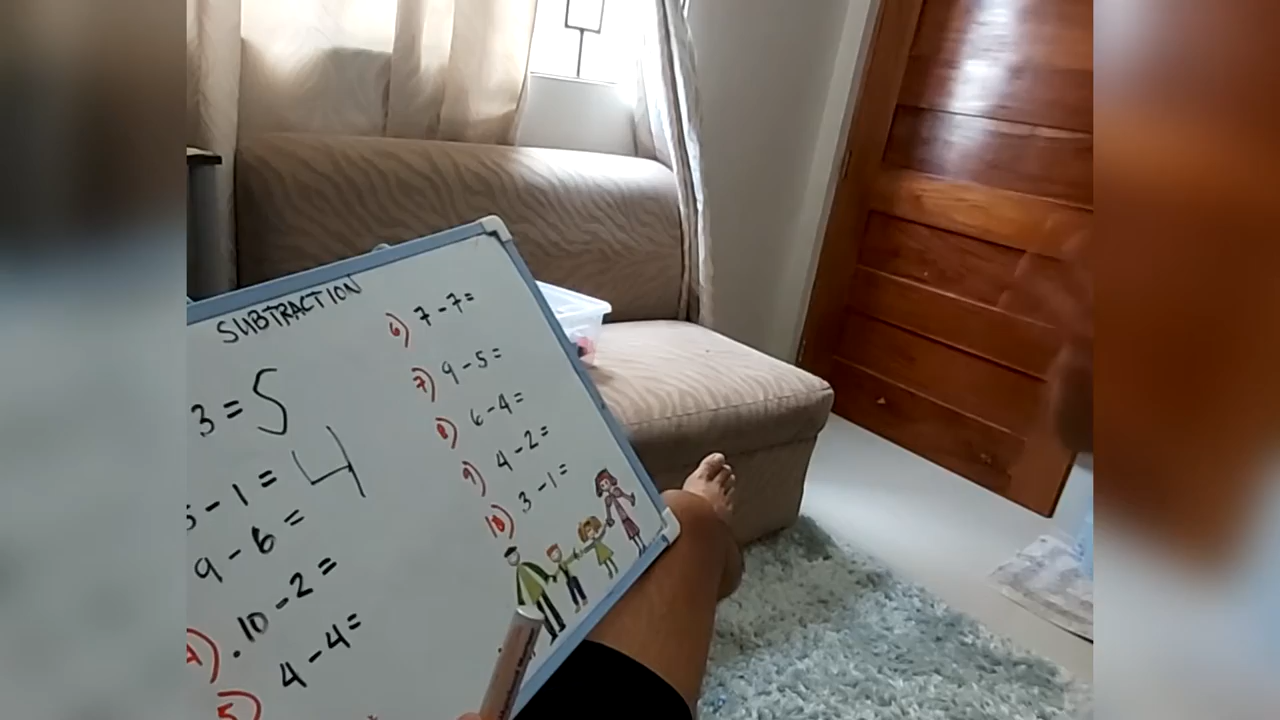 SUBTRACTION
3 = 5
5 - 1 = 4
9 - 6 =
4) 10 - 2 =
5) 4 - 4 =
6) 7 - 7 =
7) 9 - 5 =
8) 6 - 4 =
9) 4 - 2 =
10) 3 - 1 =